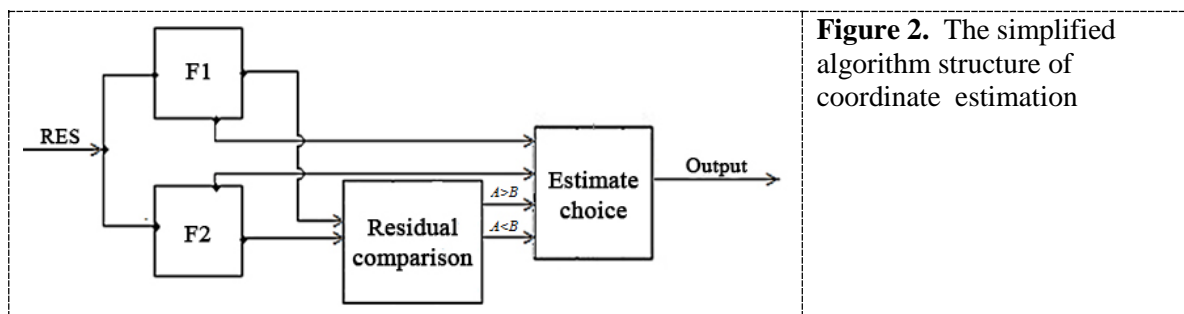 F1
RES
F2
Residual
comparison
A>B
A<B
Estimate
choice
Output
Figure 2. The simplified
algorithm structure of
coordinate estimation